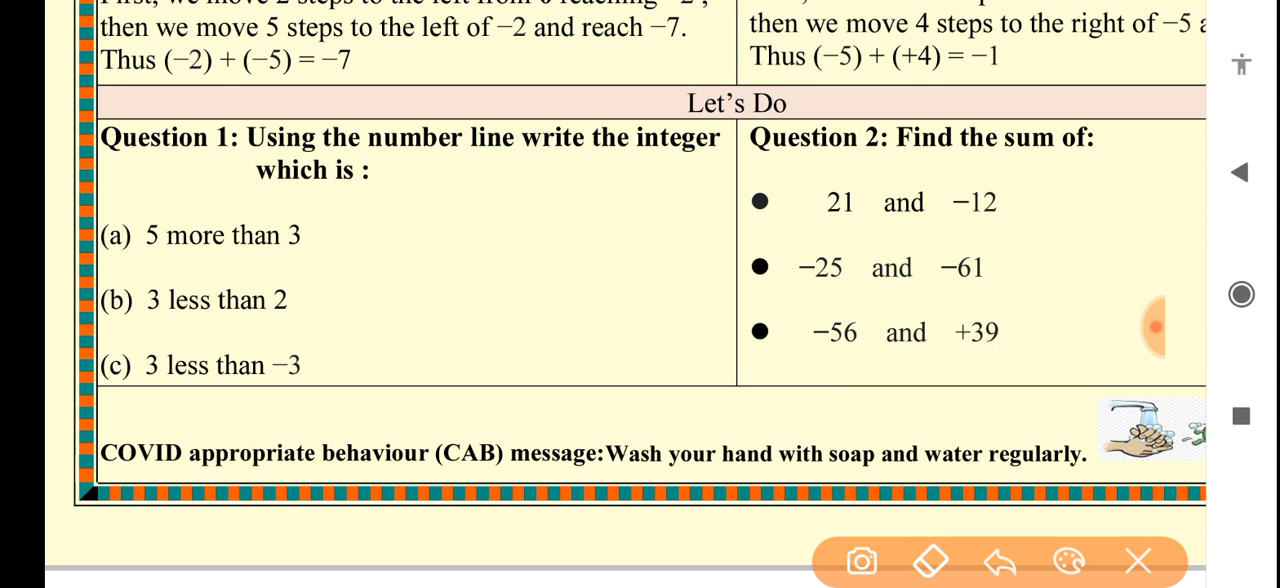 then we move 5 steps to the left of −2 and reach −7.
Thus (−2) + (−5) = −7
then we move 4 steps to the right of −5
Thus (−5) + (+4) = −1
Let’s Do
Question 1: Using the number line write the integer
which is :
(a) 5 more than 3
(b) 3 less than 2
(c) 3 less than −3
Question 2: Find the sum of:
● 21 and −12
● −25 and −61
● −56 and +39
COVID appropriate behaviour (CAB) message:Wash your hand with soap and water regularly.